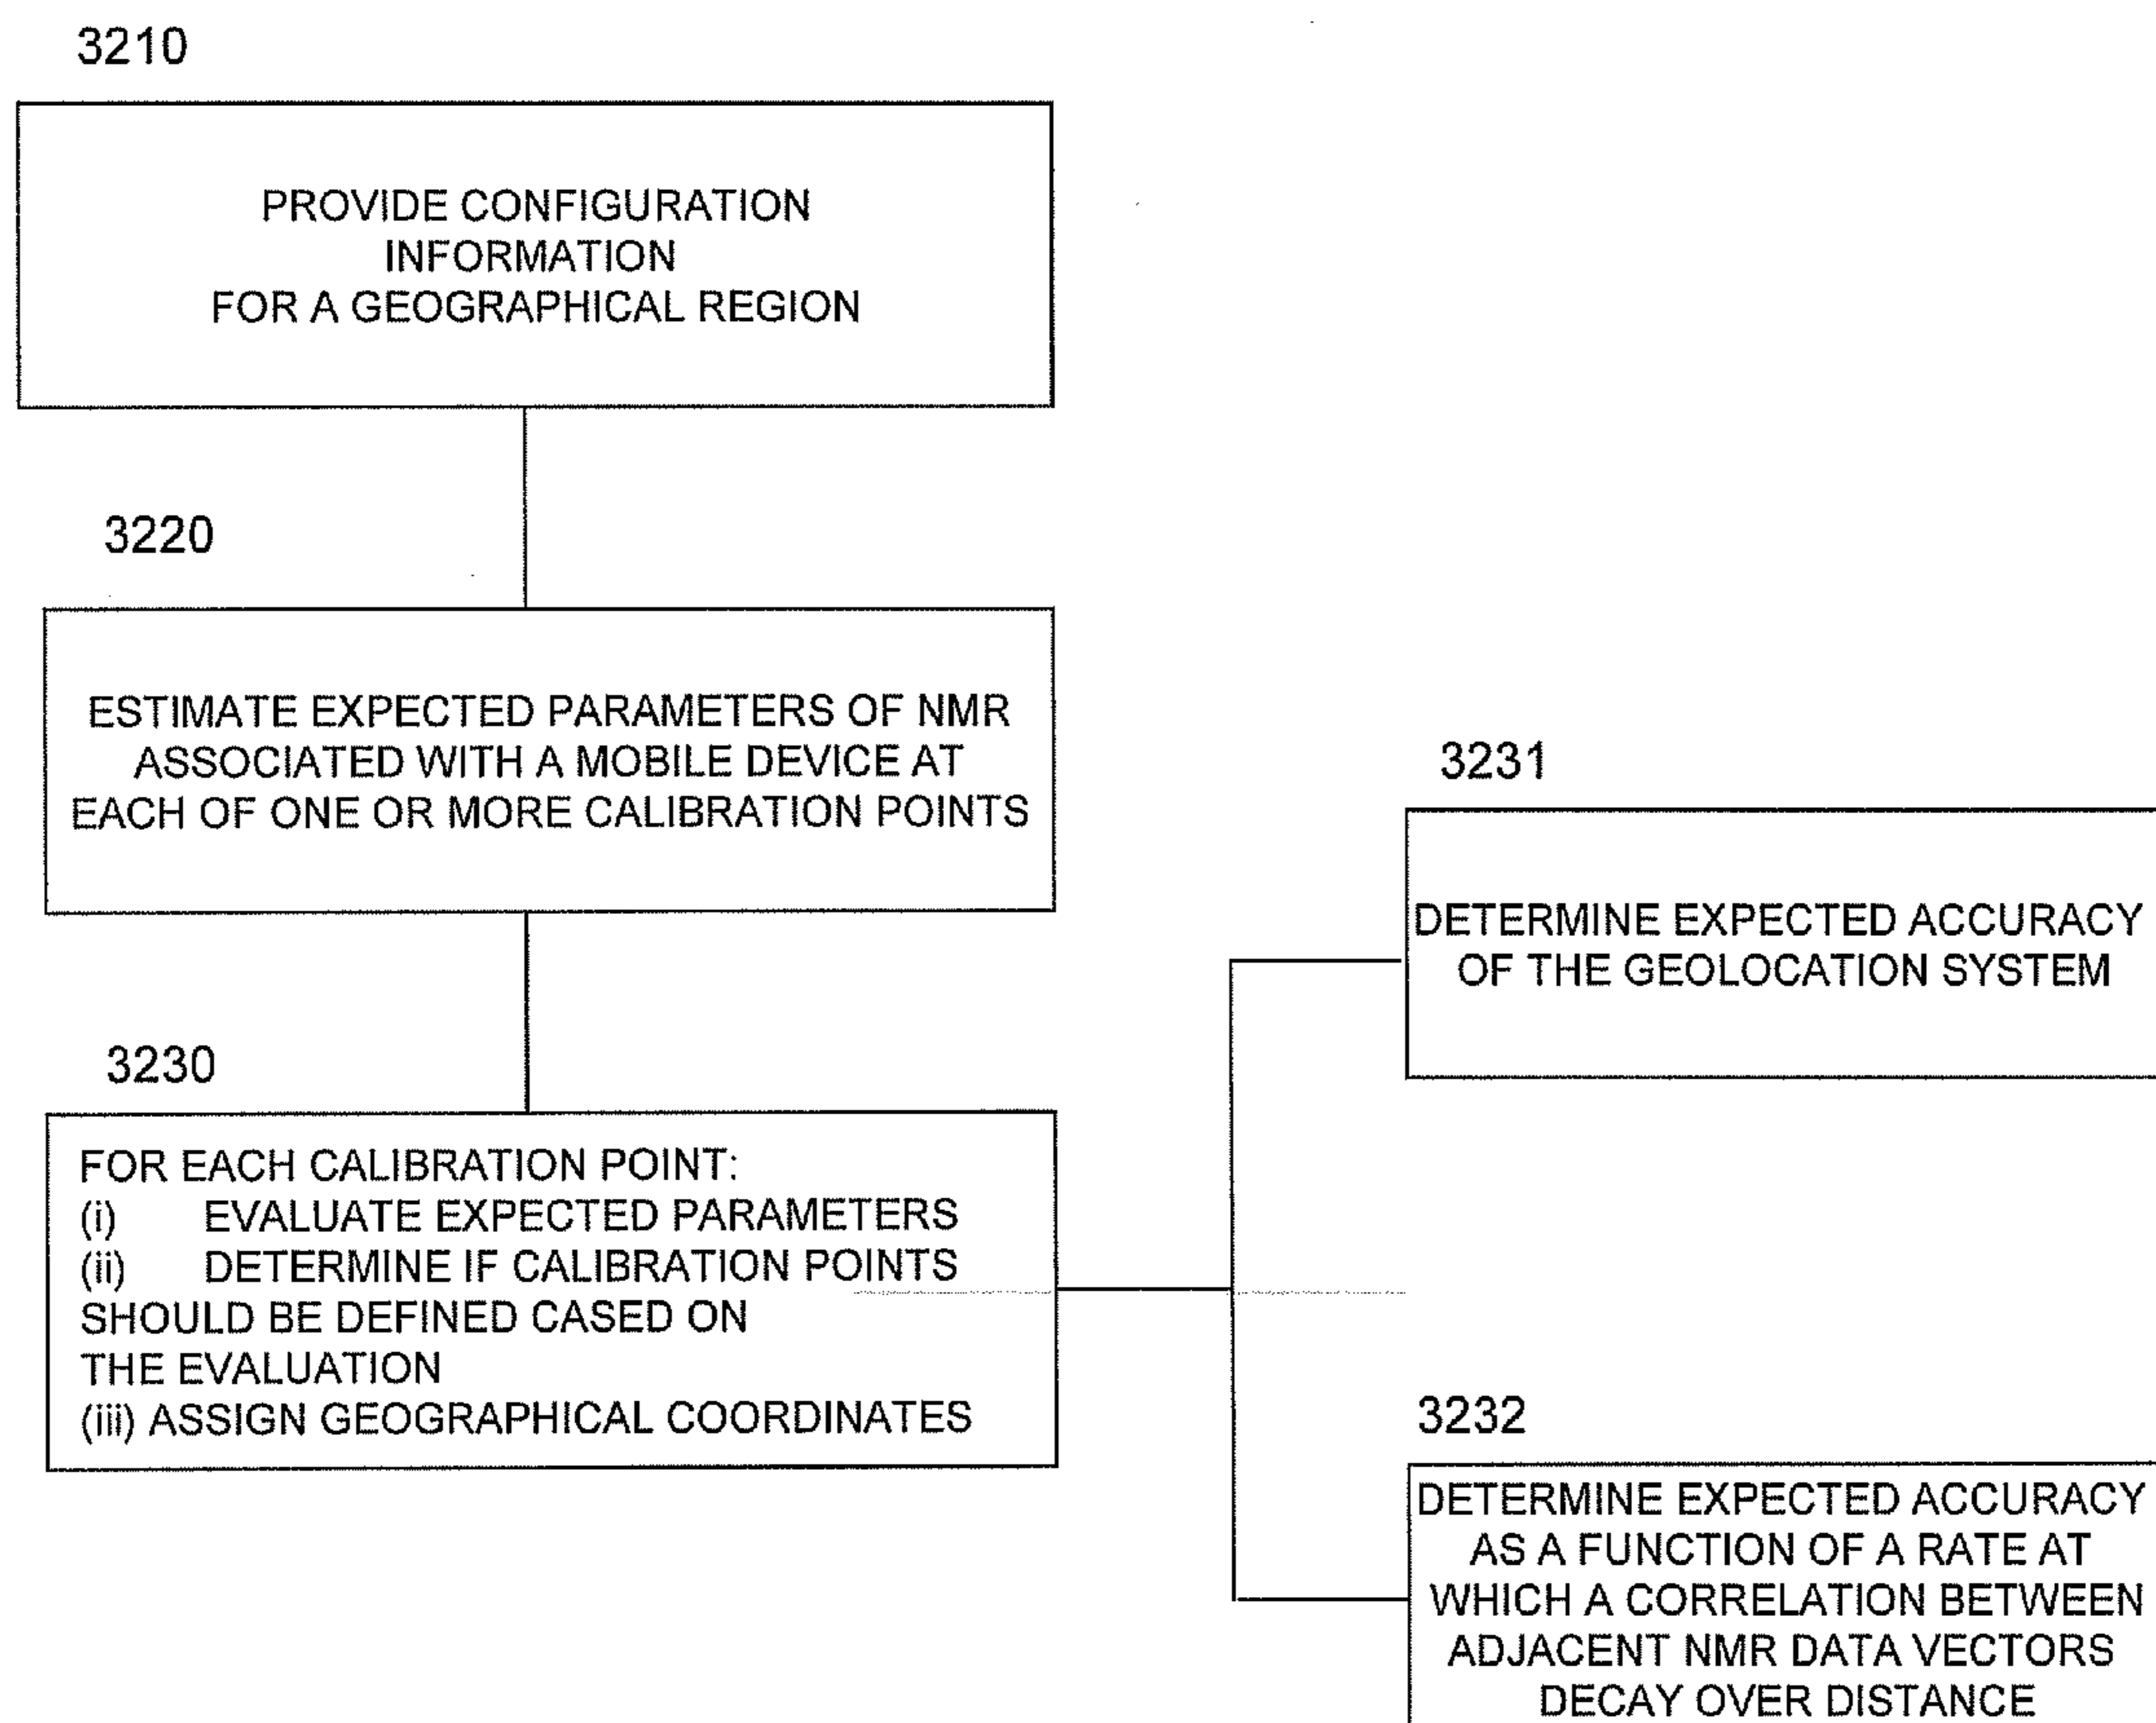 3210
PROVIDE CONFIGURATION
INFORMATION
FOR A GEOGRAPHICAL REGION
3220
ESTIMATE EXPECTED PARAMETERS OF NMR
ASSOCIATED WITH A MOBILE DEVICE AT
EACH OF ONE OR MORE CALIBRATION POINTS
3230
FOR EACH CALIBRATION POINT:
(i) EVALUATE EXPECTED PARAMETERS
(ii) DETERMINE IF CALIBRATION POINTS
SHOULD BE DEFINED CASED ON
THE EVALUATION
(iii) ASSIGN GEOGRAPHICAL COORDINATES
3231
DETERMINE EXPECTED ACCURACY
OF THE GEOLOCATION SYSTEM
3232
DETERMINE EXPECTED ACCURACY
AS A FUNCTION OF A RATE AT
WHICH A CORRELATION BETWEEN
ADJACENT NMR DATA VECTORS
DECAY OVER DISTANCE